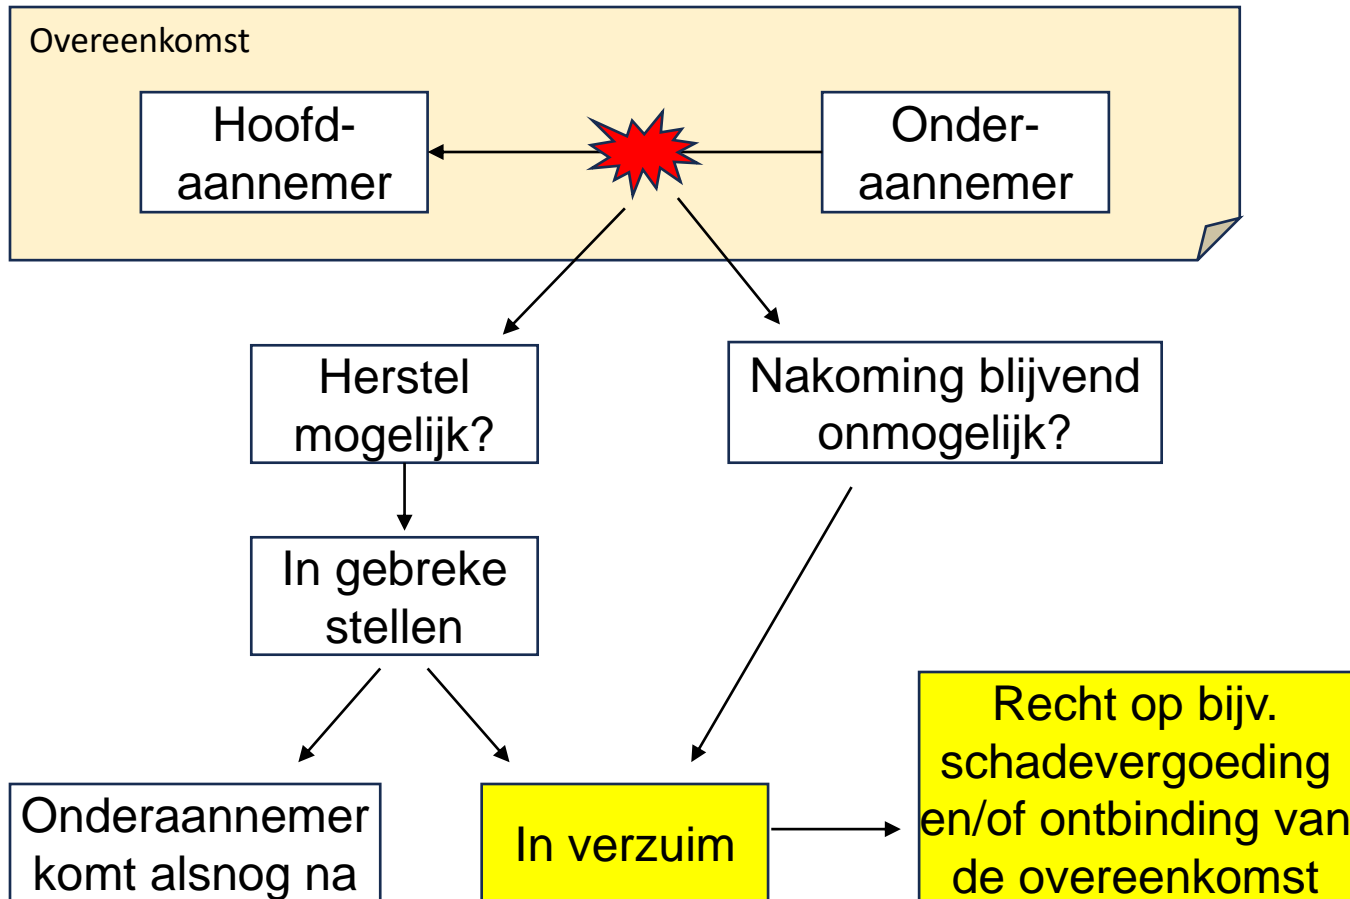 Overeenkomst
Hoofd-
aannemer
Onder-
aannemer
Herstel
mogelijk?
Nakoming blijvend
onmogelijk?
In gebreke
stellen
Onderaannemer
komt alsnog na
In verzuim
Recht op bijv.
schadevergoeding
en/of ontbinding van
de overeenkomst